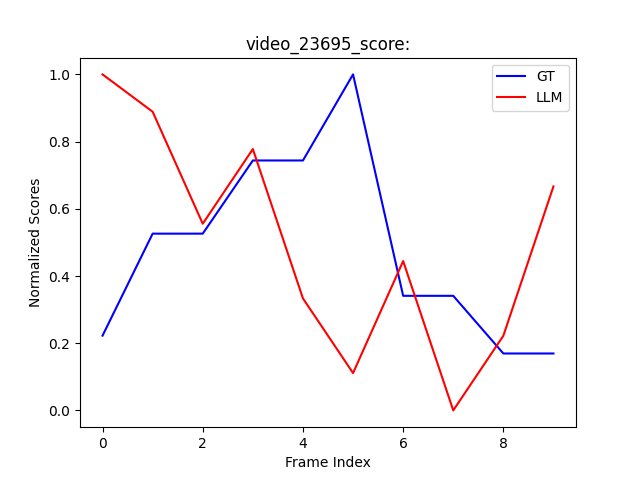 video_23695_score:
GT
LLM
Normalized Scores
1.0
0.8
0.6
0.4
0.2
0.0
0 2 4 6 8
Frame Index